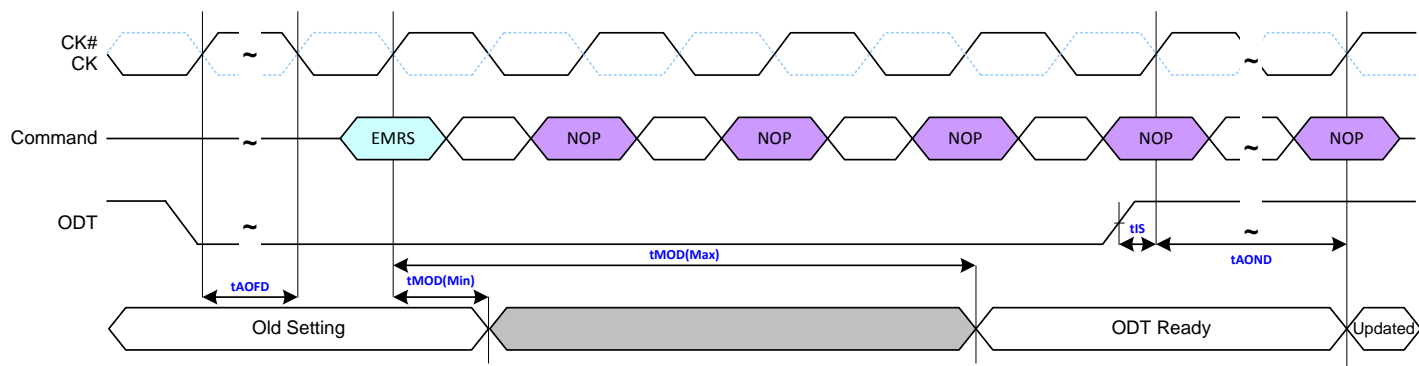 CK#
CK
~
~
Command
~
EMRS
NOP
NOP
NOP
NOP
~
NOP
ODT
~
tIS
~
tMOD(Max)
tAOND
tAOFD
tMOD(Min)
Old Setting
ODT Ready
Updated